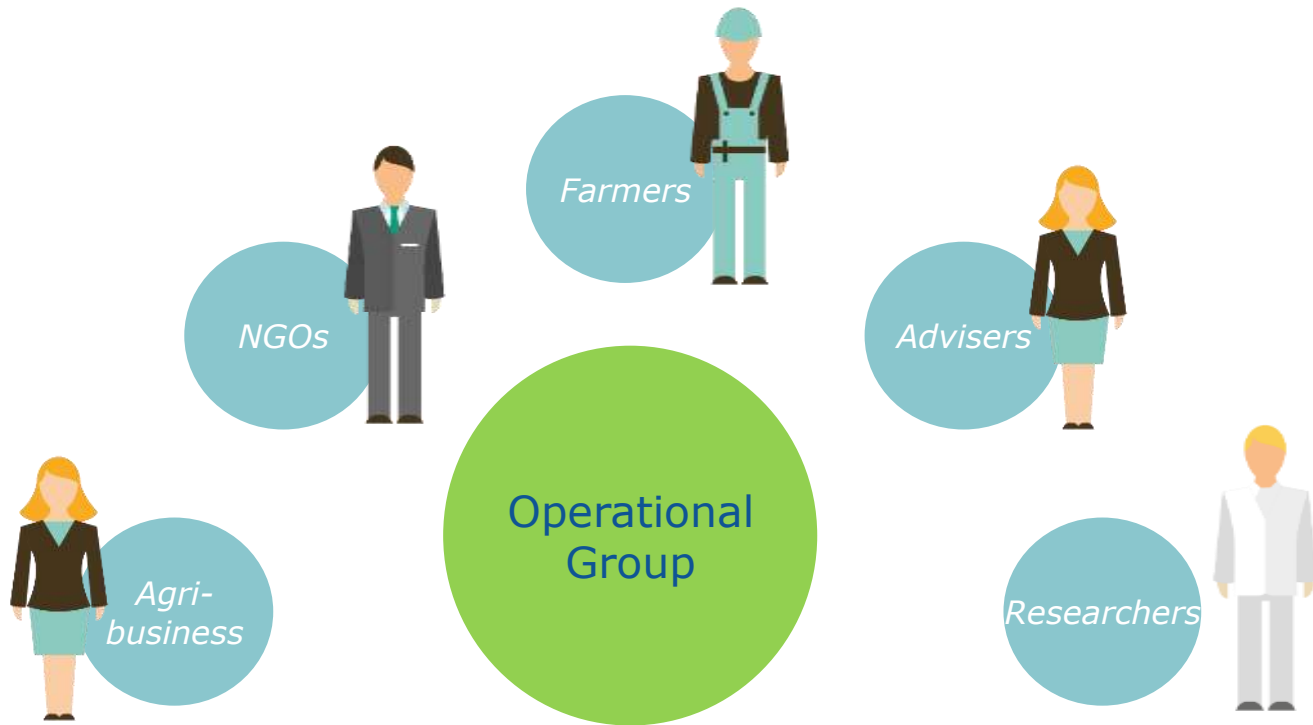 Farmers
NGOs
Advisers
Operational
Group
Agri-
business
Researchers